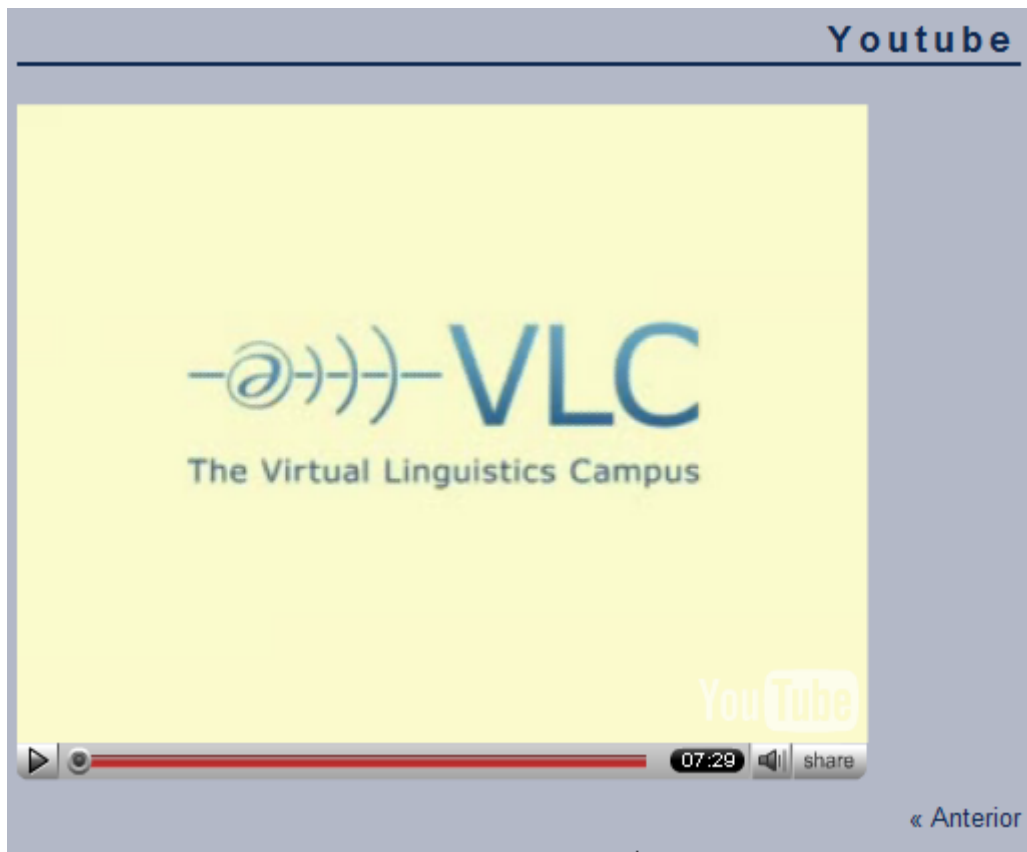 Youtube
VLC
The Virtual Linguistics Campus
YouTube
07:29
share
« Anterior